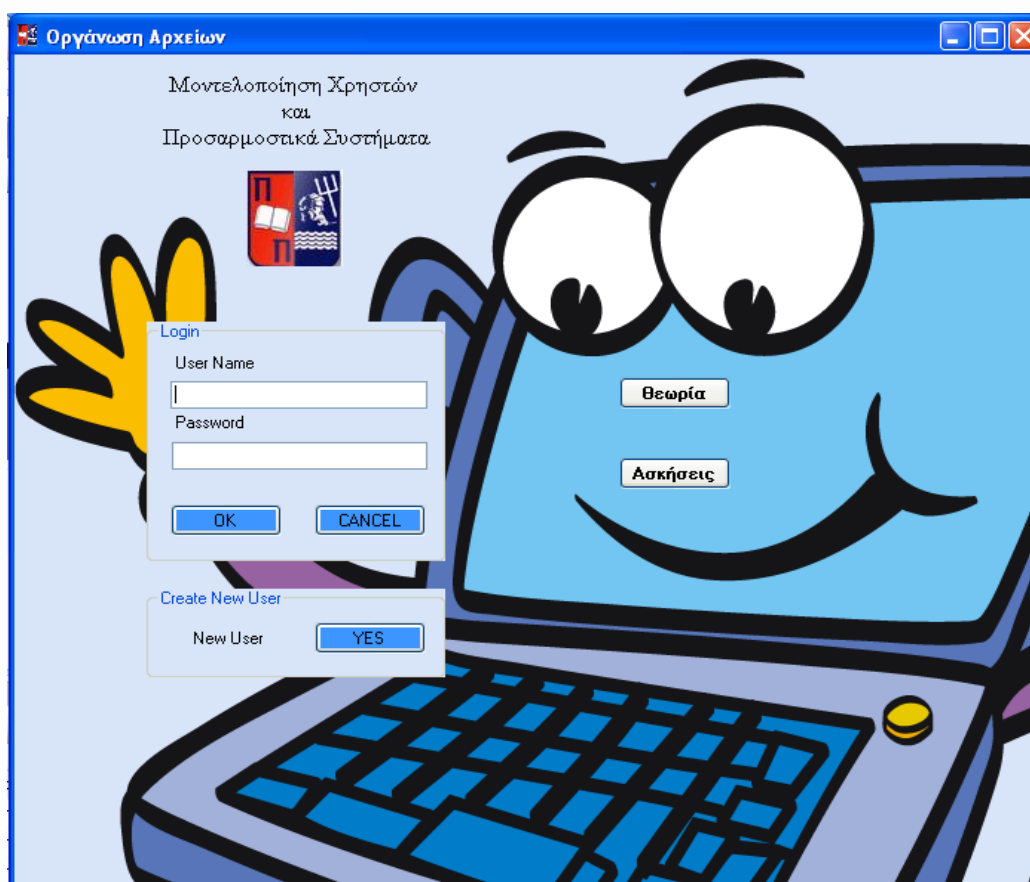 Οργάνωση Αρχείων
Μοντελοποίηση Χρηστών
και
Προσαρμοστικά Συστήματα
Π
Π
Login
User Name
Password
OK
CANCEL
Create New User
New User
YES
Θεωρία
Ασκήσεις